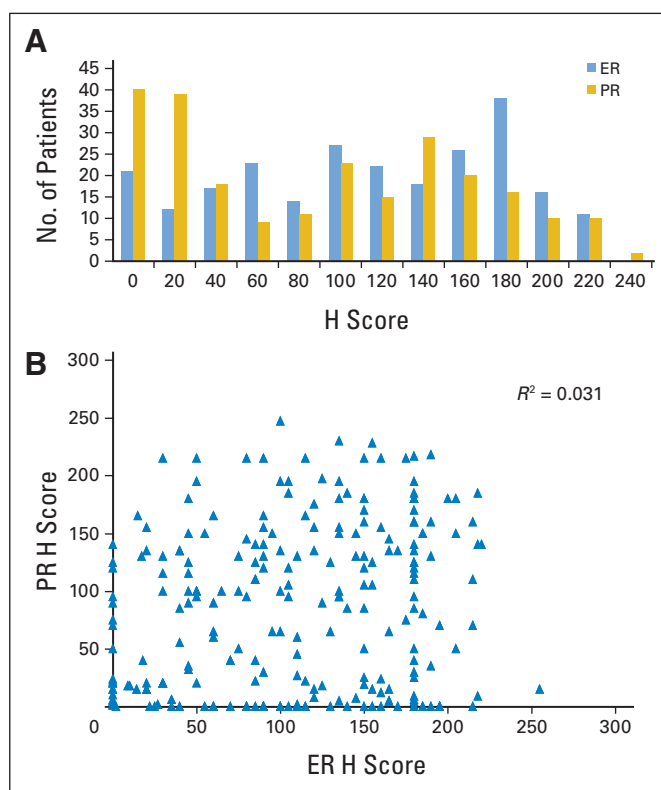 A
ER
PR
No. of Patients
45
40
35
30
25
20
15
10
5
0
0 20 40 60 80 100 120 140 160 180 200 220 240
H Score
B
R² = 0.031
PR H Score
300
250
200
150
100
50
0 50 100 150 200 250 300
ER H Score